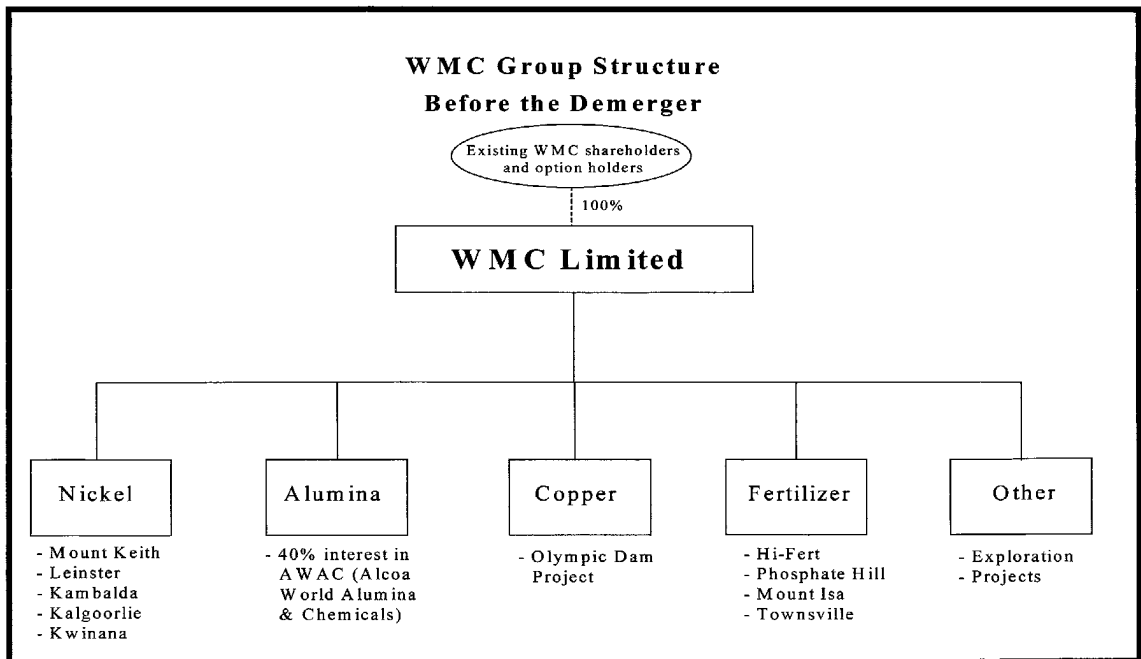 WMC Group Structure
Before the Demerger
Existing WMC shareholders
and option holders
100%
WMC Limited
Nickel
- Mount Keith
- Leinster
- Kambalda
- Kalgoorlie
- Kwinana
Alumina
- 40% interest in
AWAC (Alcoa
World Alumina
& Chemicals)
Copper
- Olympic Dam
Project
Fertilizer
- Hi-Fert
- Phosphate Hill
- Mount Isa
- Townsville
Other
- Exploration
- Projects